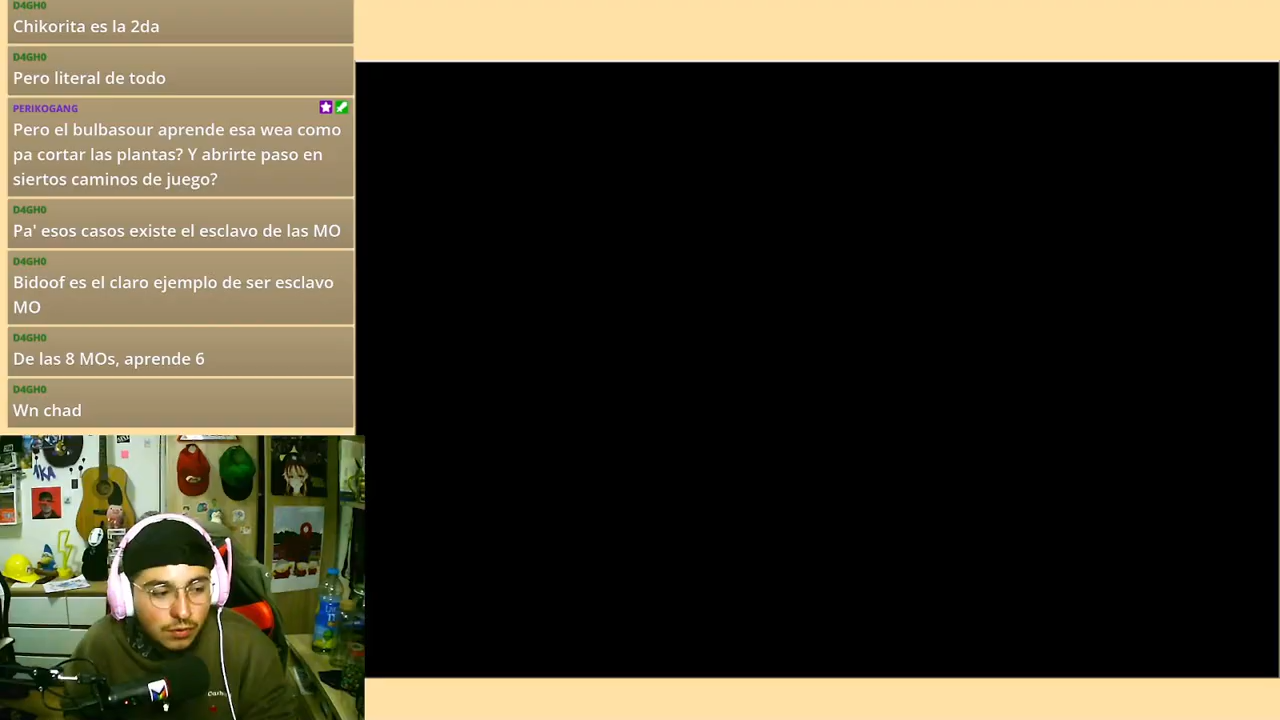 D4GH0
Chikorita es la 2da
D4GH0
Pero literal de todo
PERIKOGANG
Pero el bulbasour aprende esa wea como
pa cortar las plantas? Y abrirte paso en
siertos caminos de juego?
D4GH0
Pa' esos casos existe el esclavo de las MO
D4GH0
Bidoof es el claro ejemplo de ser esclavo
MO
D4GH0
De las 8 MOs, aprende 6
D4GH0
Wn chad